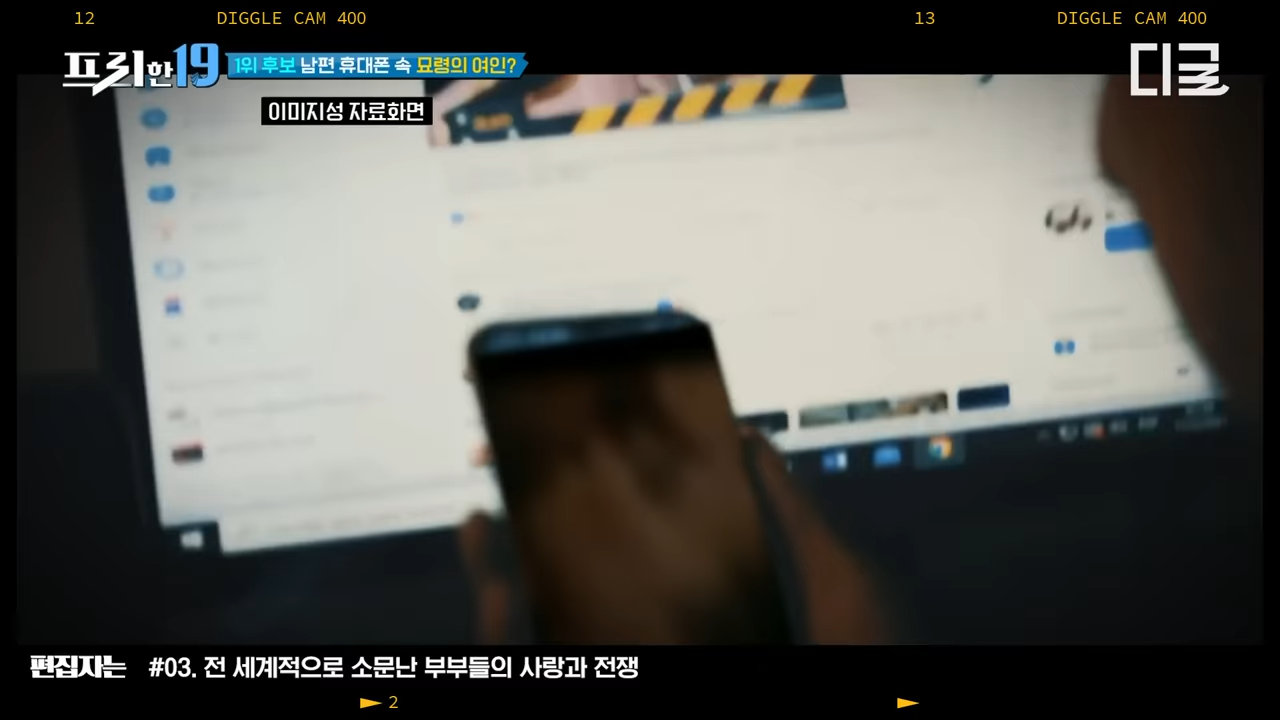 12 DIGGLE CAM 400 13 DIGGLE CAM 400
프리한19 1위 후보 남편 휴대폰 속 묘령의 여인?
디글
이미지성 자료화면
편집자는 #03. 전 세계적으로 소문난 부부들의 사랑과 전쟁
2